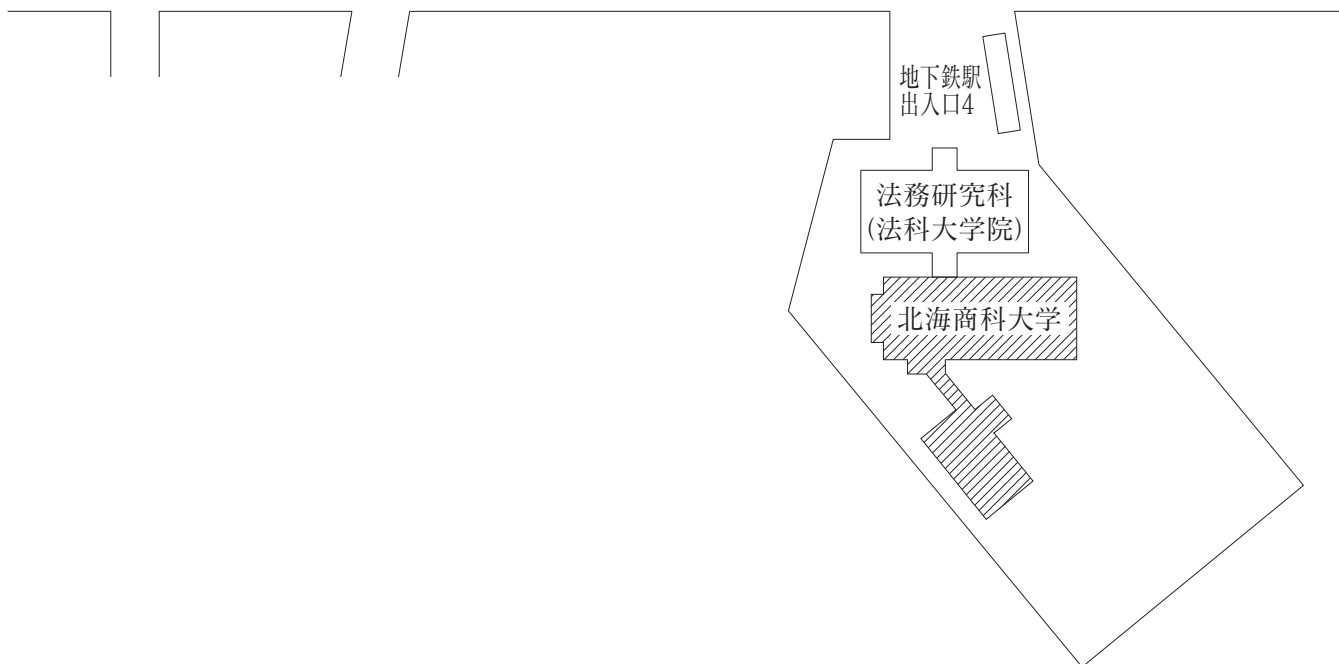 地下鉄駅
出入口4
法務研究科
(法科大学院)
北海商科大学